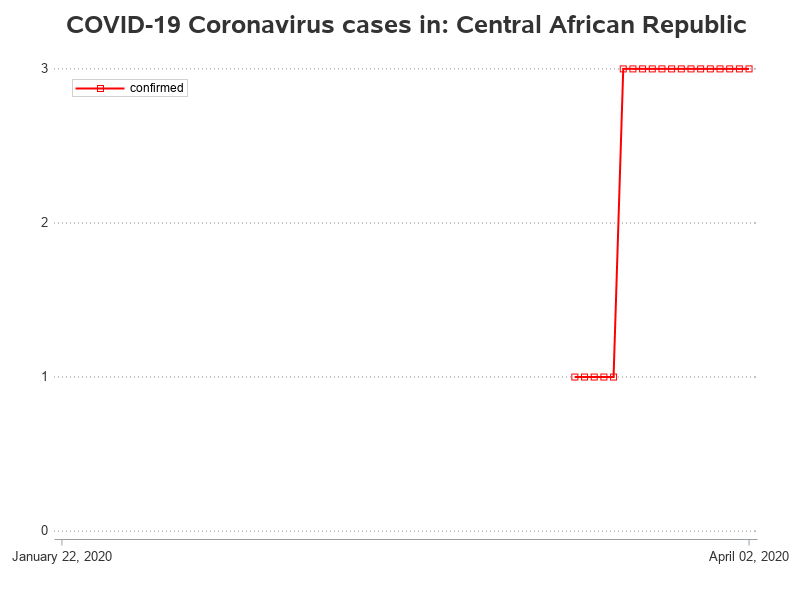 COVID-19 Coronavirus cases in: Central African Republic
3
confirmed
2
1
0
January 22, 2020
April 02, 2020